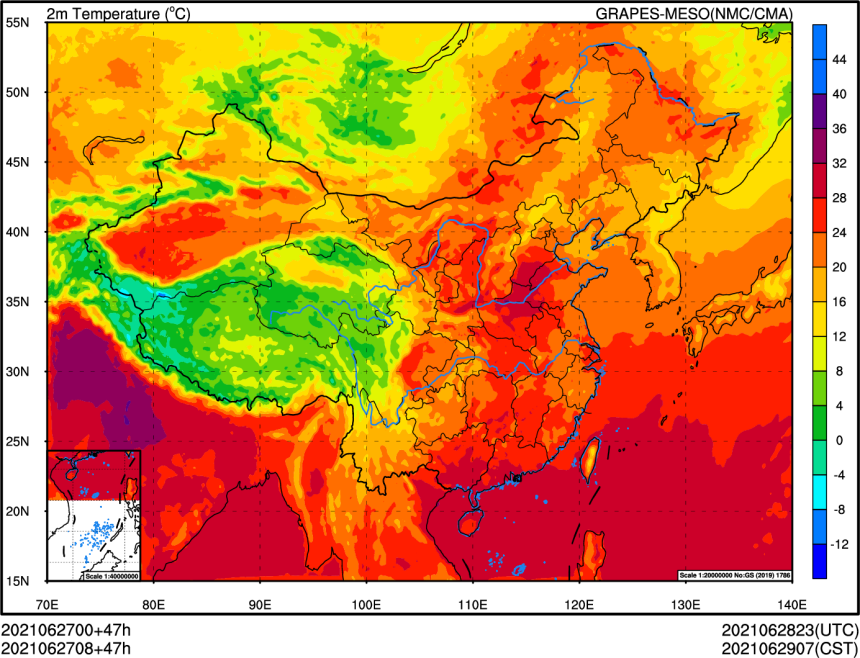 2m Temperature (°C) GRAPES-MESO(NMC/CMA)
55N
50N
45N
40N
35N
30N
25N
20N
15N
70E 80E 90E 100E 110E 120E 130E 140E
44
40
36
32
28
24
20
16
12
8
4
0
-4
-8
-12
Scale 1:40000000
Scale 1:20000000 No:GS (2019) 1786
2021062700+47h 2021062823(UTC)
2021062708+47h 2021062907(CST)